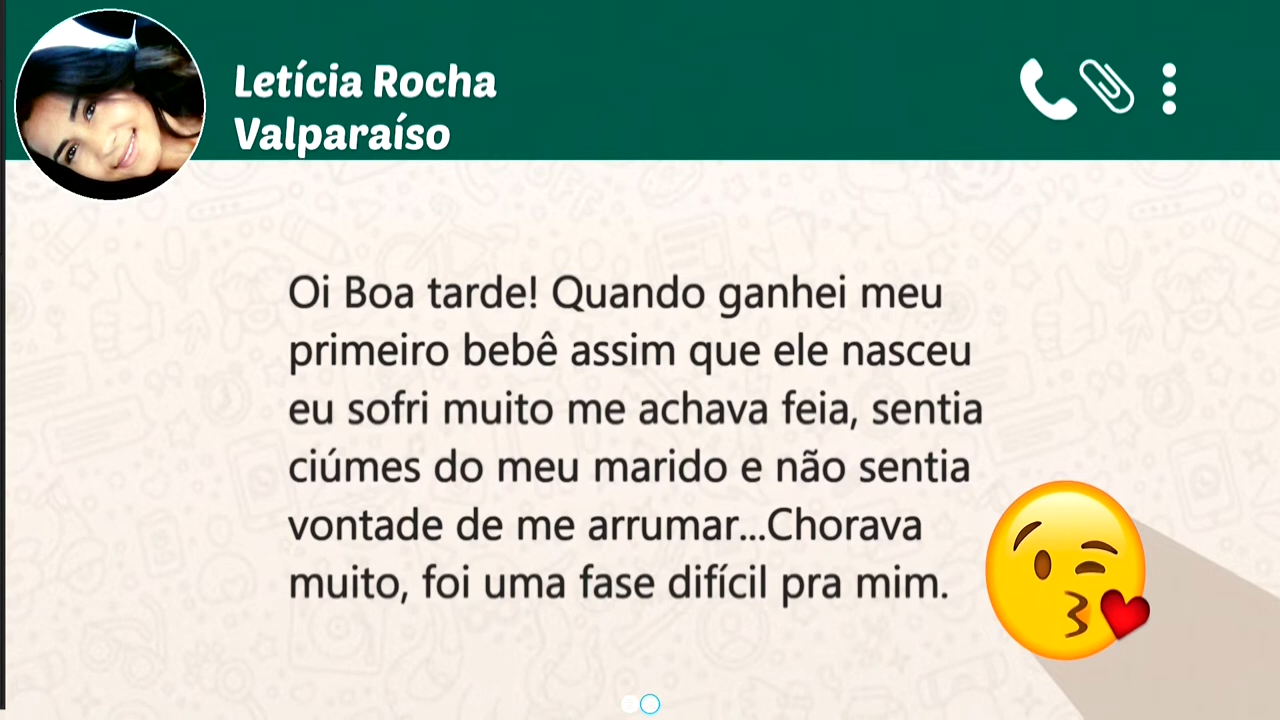 Letícia Rocha
Valparaíso
Oi Boa tarde! Quando ganhei meu
primeiro bebê assim que ele nasceu
eu sofri muito me achava feia, sentia
ciúmes do meu marido e não sentia
vontade de me arrumar...Chorava
muito, foi uma fase difícil pra mim.